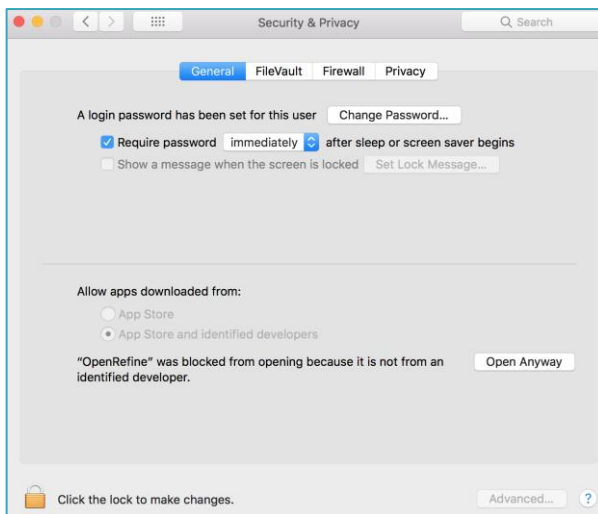 Security & Privacy
Search
General FileVault Firewall Privacy
A login password has been set for this user Change Password...
Require password immediately after sleep or screen saver begins
Show a message when the screen is locked Set Lock Message...
Allow apps downloaded from:
App Store
App Store and identified developers
“OpenRefine” was blocked from opening because it is not from an Open Anyway
identified developer.
Click the lock to make changes. Advanced... ?